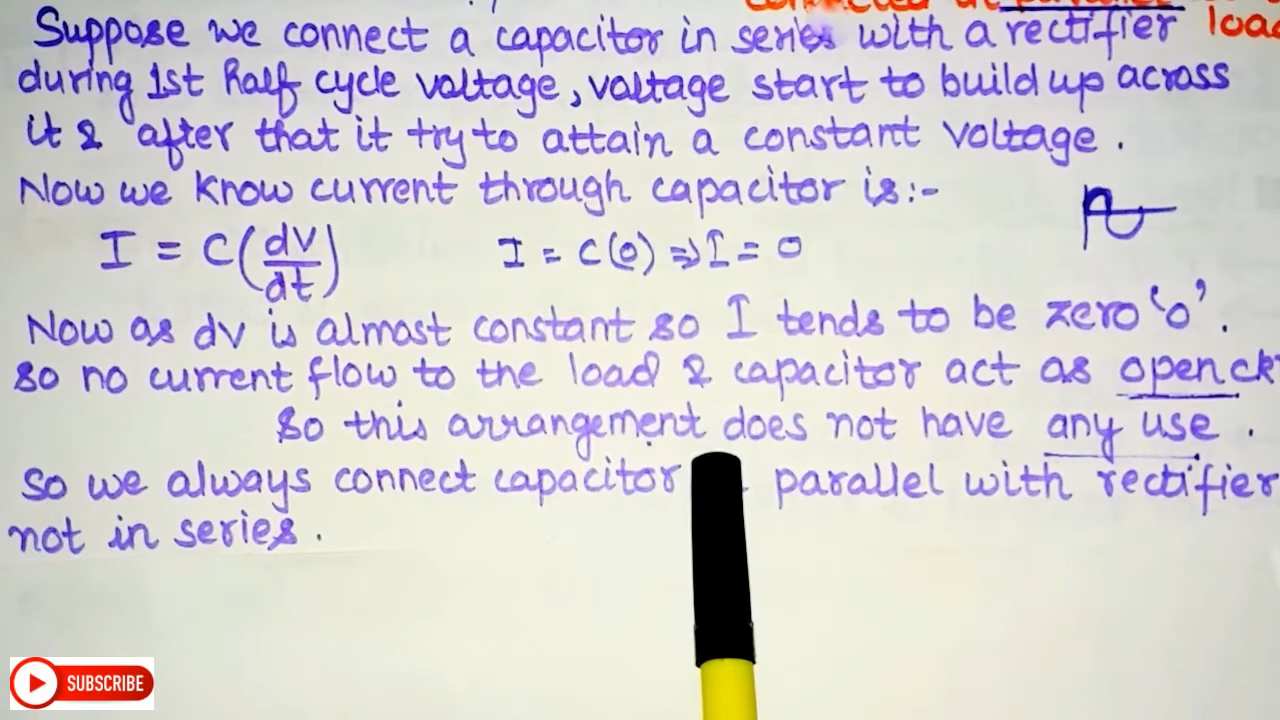 connected in parallel
Suppose we connect a capacitor in series with a rectifier load
during 1st half cycle voltage, voltage start to build up across
it & after that it try to attain a constant voltage.
Now we know current through capacitor is:-
I = C(dv/dt) I = C(0) ⇒ I = 0
Now as dv is almost constant so I tends to be zero 'o'.
so no current flow to the load & capacitor act as open ck
so this arrangement does not have any use.
So we always connect capacitor parallel with rectifier
not in series.
SUBSCRIBE